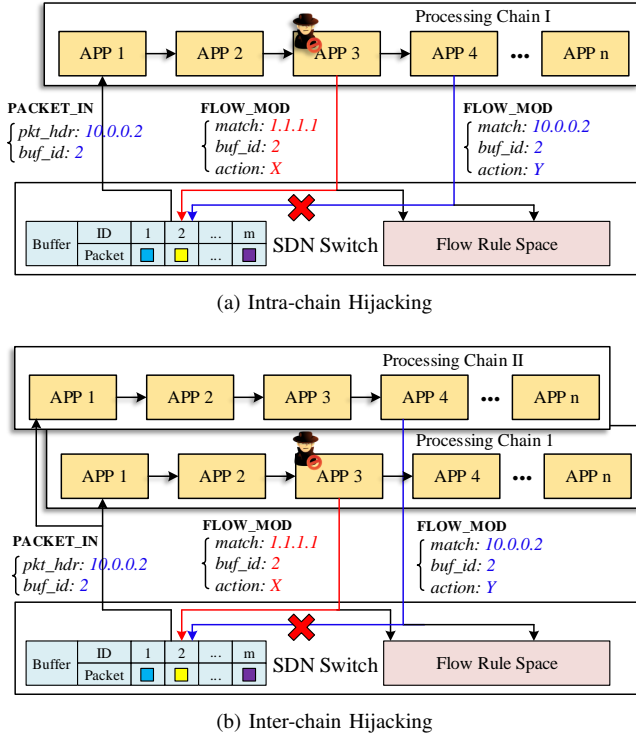 Processing Chain I
APP 1
APP 2
APP 3
APP 4
...
APP n
PACKET_IN
pkt_hdr: 10.0.0.2
buf_id: 2
FLOW_MOD
match: 1.1.1.1
buf_id: 2
action: X
FLOW_MOD
match: 10.0.0.2
buf_id: 2
action: Y
Buffer
ID 1 2 ... m
Packet ...
SDN Switch
Flow Rule Space
(a) Intra-chain Hijacking
Processing Chain II
APP 1
APP 2
APP 3
APP 4
...
APP n
Processing Chain 1
APP 1
APP 2
APP 3
APP 4
...
APP n
PACKET_IN
pkt_hdr: 10.0.0.2
buf_id: 2
FLOW_MOD
match: 1.1.1.1
buf_id: 2
action: X
FLOW_MOD
match: 10.0.0.2
buf_id: 2
action: Y
Buffer
ID 1 2 ... m
Packet ...
SDN Switch
Flow Rule Space
(b) Inter-chain Hijacking